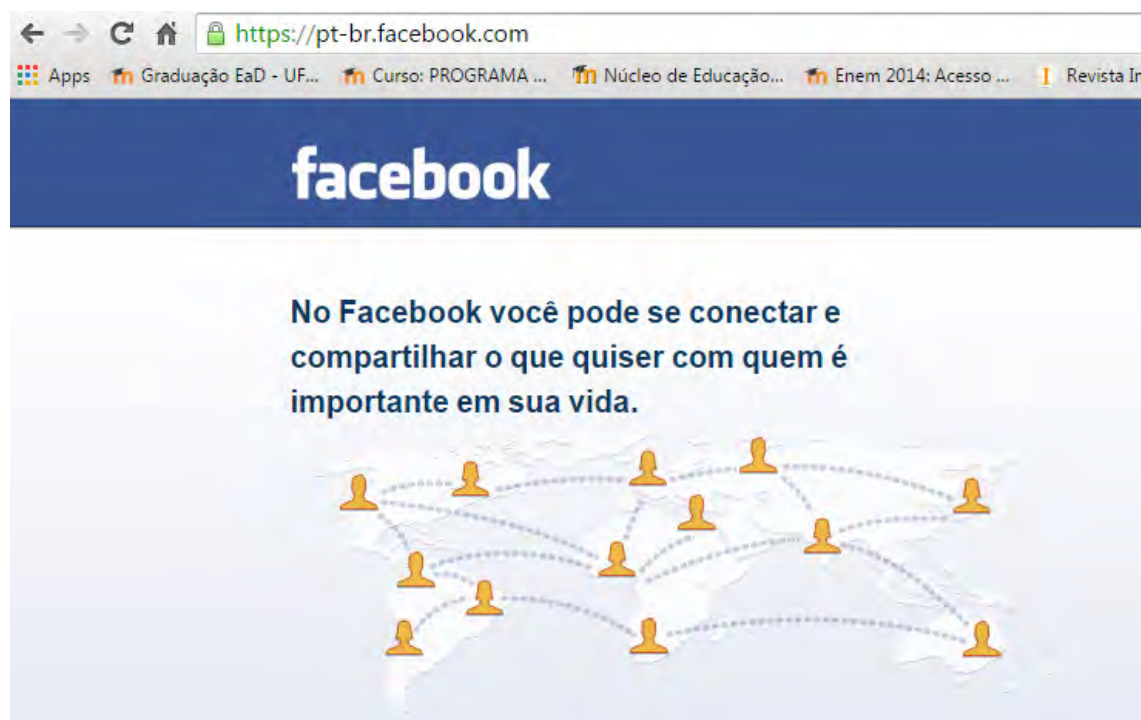 https://pt-br.facebook.com
Apps Graduação EaD - UF... Curso: PROGRAMA ... Núcleo de Educação... Enem 2014: Acesso ... Revista In
facebook
No Facebook você pode se conectar e
compartilhar o que quiser com quem é
importante em sua vida.